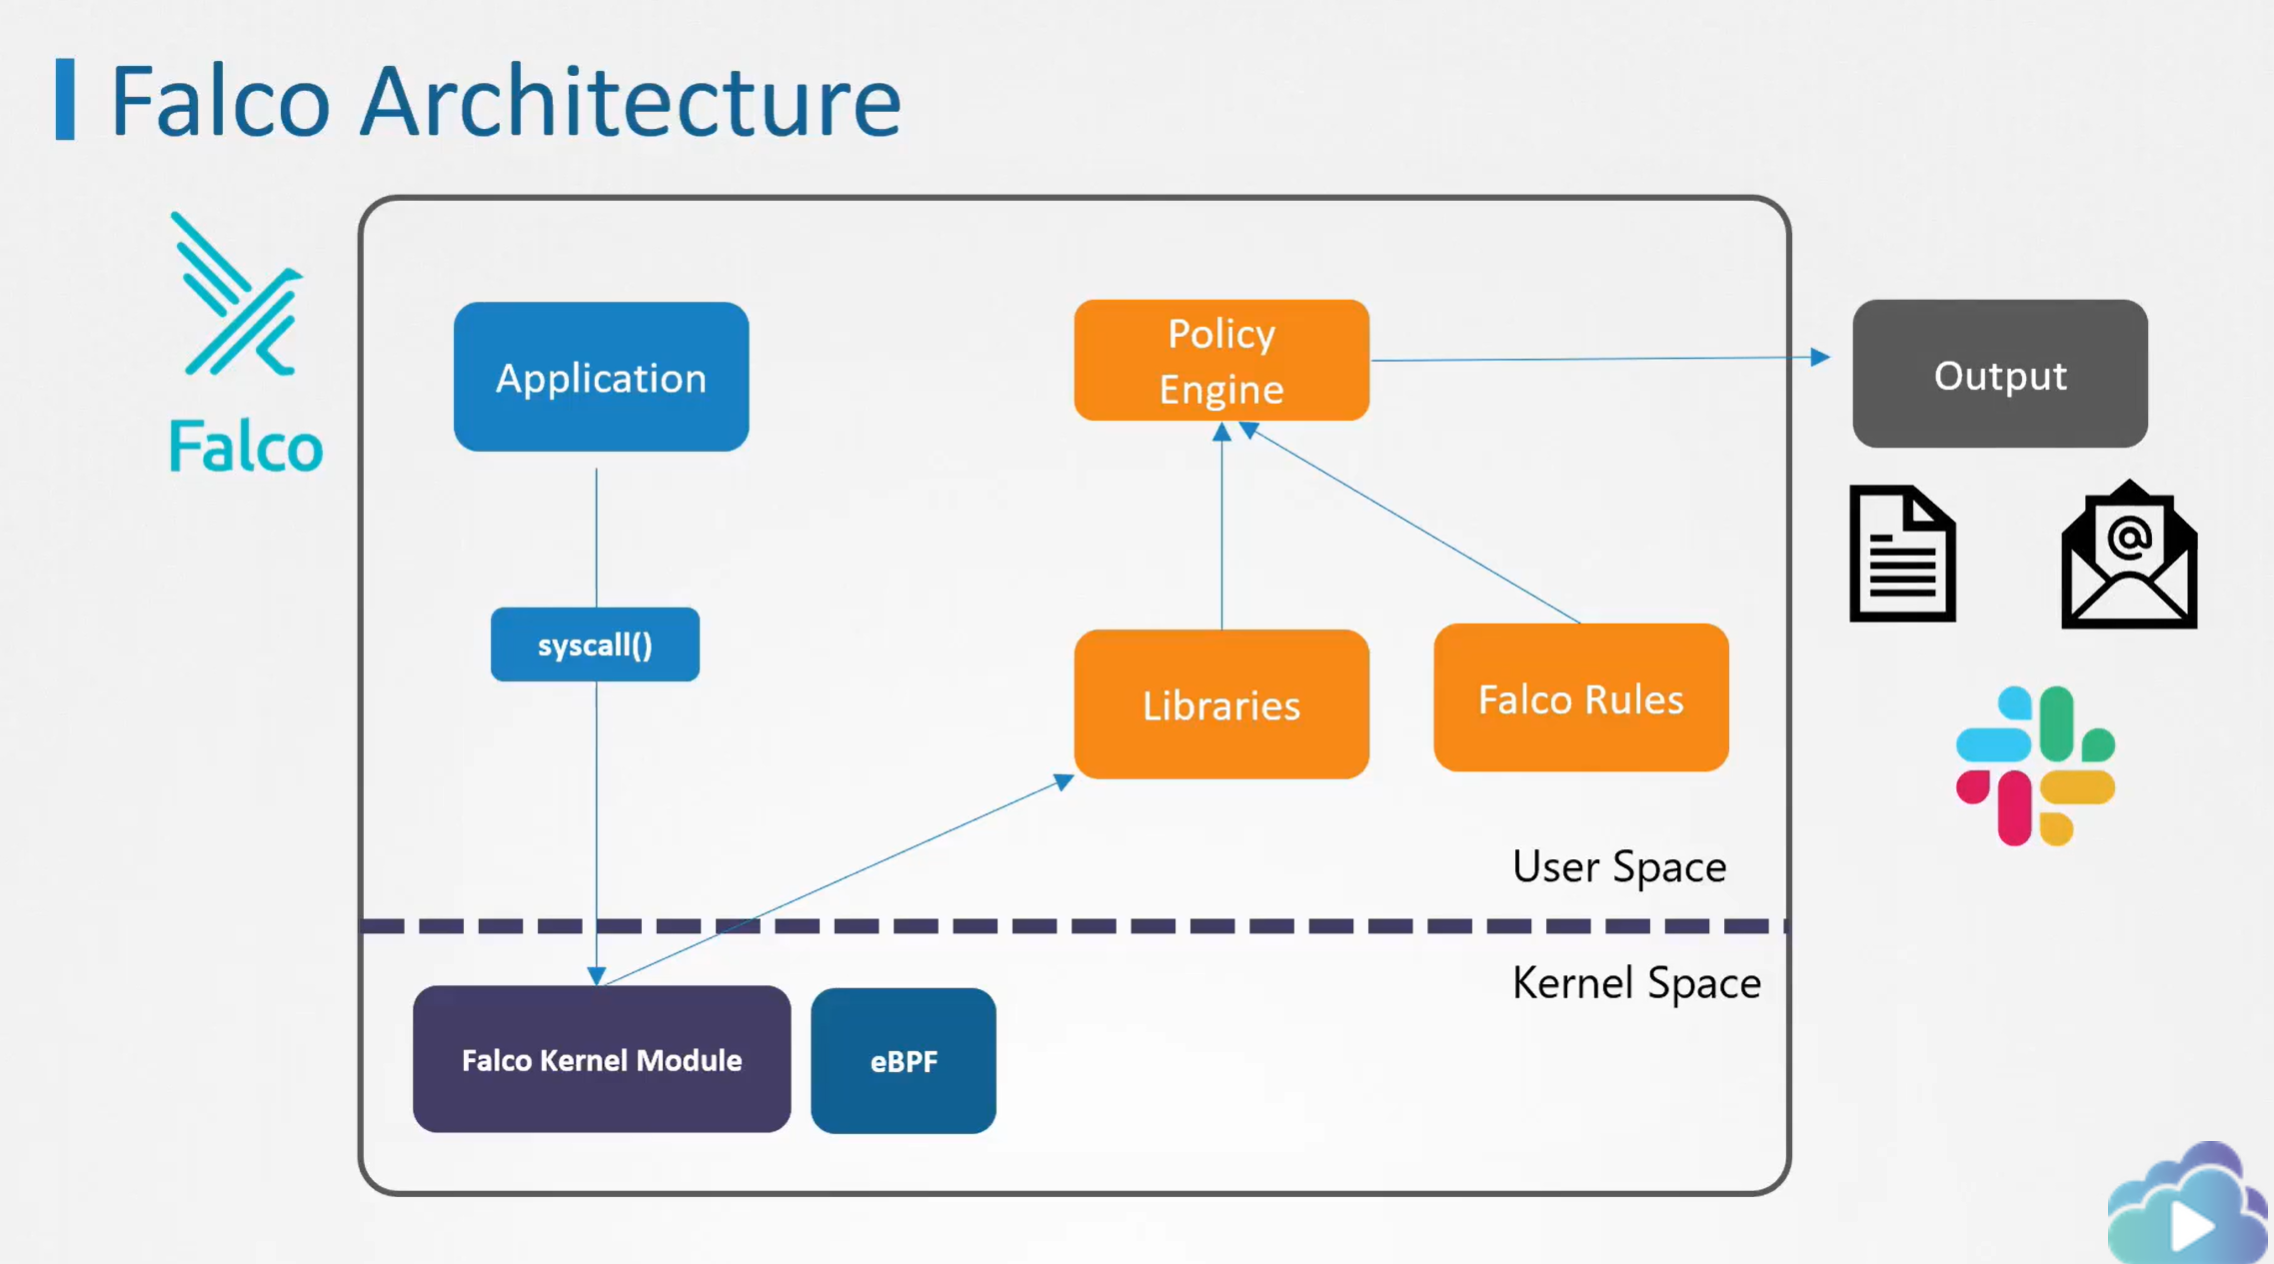 Falco Architecture
Falco
Application
Policy
Engine
Output
@
syscall()
Libraries
Falco Rules
User Space
Kernel Space
Falco Kernel Module
eBPF